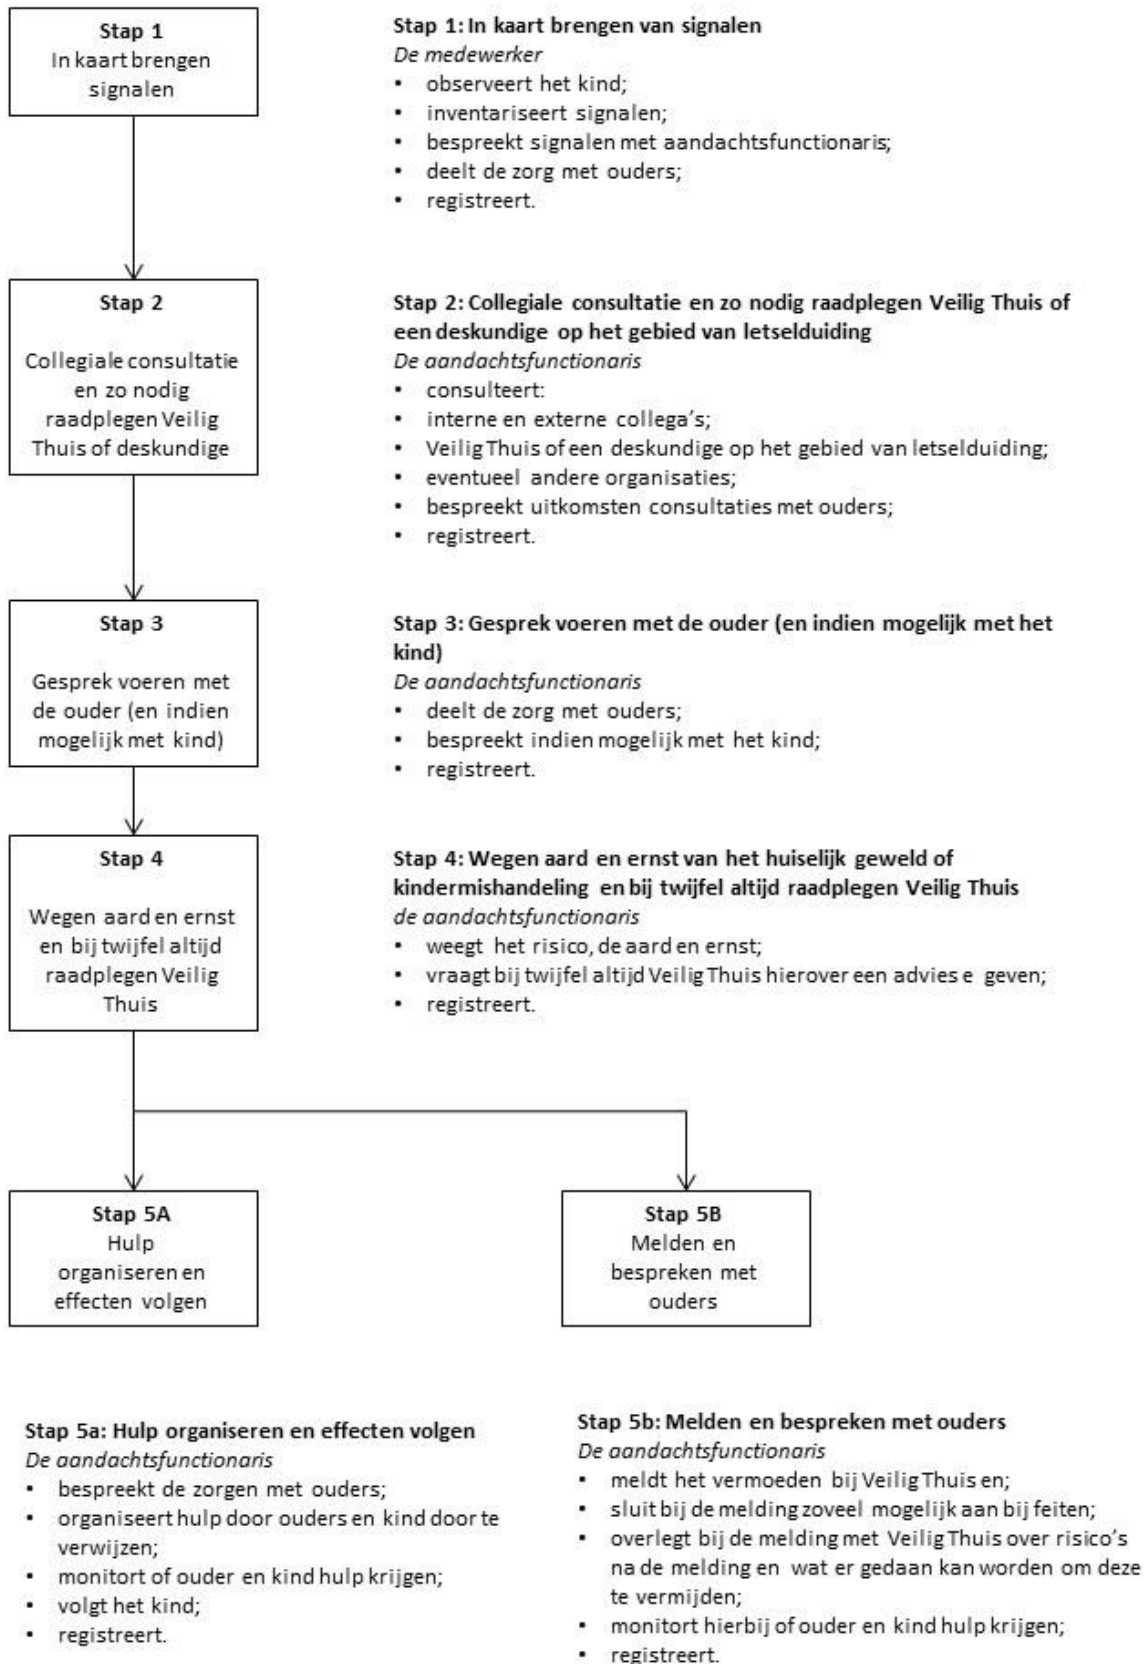 Stap 1
In kaart brengen
signalen
Stap 1: In kaart brengen van signalen
De medewerker
• observeert het kind;
• inventariseert signalen;
• bespreekt signalen met aandachtsfunctionaris;
• deelt de zorg met ouders;
• registreert.
Stap 2
Collegiale consultatie
en zo nodig
raadplegen Veilig
Thuis of deskundige
Stap 2: Collegiale consultatie en zo nodig raadplegen Veilig Thuis of
een deskundige op het gebied van letselduiding
De aandachtsfunctionaris
• consulteert:
• interne en externe collega's;
• Veilig Thuis of een deskundige op het gebied van letselduiding;
• eventueel andere organisaties;
• bespreekt uitkomsten consultaties met ouders;
• registreert.
Stap 3
Gesprek voeren met
de ouder (en indien
mogelijk met kind)
Stap 3: Gesprek voeren met de ouder (en indien mogelijk met het
kind)
De aandachtsfunctionaris
• deelt de zorg met ouders;
• bespreekt indien mogelijk met het kind;
• registreert.
Stap 4
Wegen aard en ernst
en bij twijfel altijd
raadplegen Veilig
Thuis
Stap 4: Wegen aard en ernst van het huiselijk geweld of
kindermishandeling en bij twijfel altijd raadplegen Veilig Thuis
de aandachtsfunctionaris
• weegt het risico, de aard en ernst;
• vraagt bij twijfel altijd Veilig Thuis hierover een advies e geven;
• registreert.
Stap 5A
Hulp
organiseren en
effecten volgen
Stap 5B
Melden en
bespreken met
ouders
Stap 5a: Hulp organiseren en effecten volgen
De aandachtsfunctionaris
• bespreekt de zorgen met ouders;
• organiseert hulp door ouders en kind door te
verwijzen;
• monitort of ouder en kind hulp krijgen;
• volgt het kind;
• registreert.
Stap 5b: Melden en bespreken met ouders
De aandachtsfunctionaris
• meldt het vermoeden bij Veilig Thuis en;
• sluit bij de melding zoveel mogelijk aan bij feiten;
• overlegt bij de melding met Veilig Thuis over risico's
na de melding en wat er gedaan kan worden om deze
te vermijden;
• monitort hierbij of ouder en kind hulp krijgen;
• registreert.